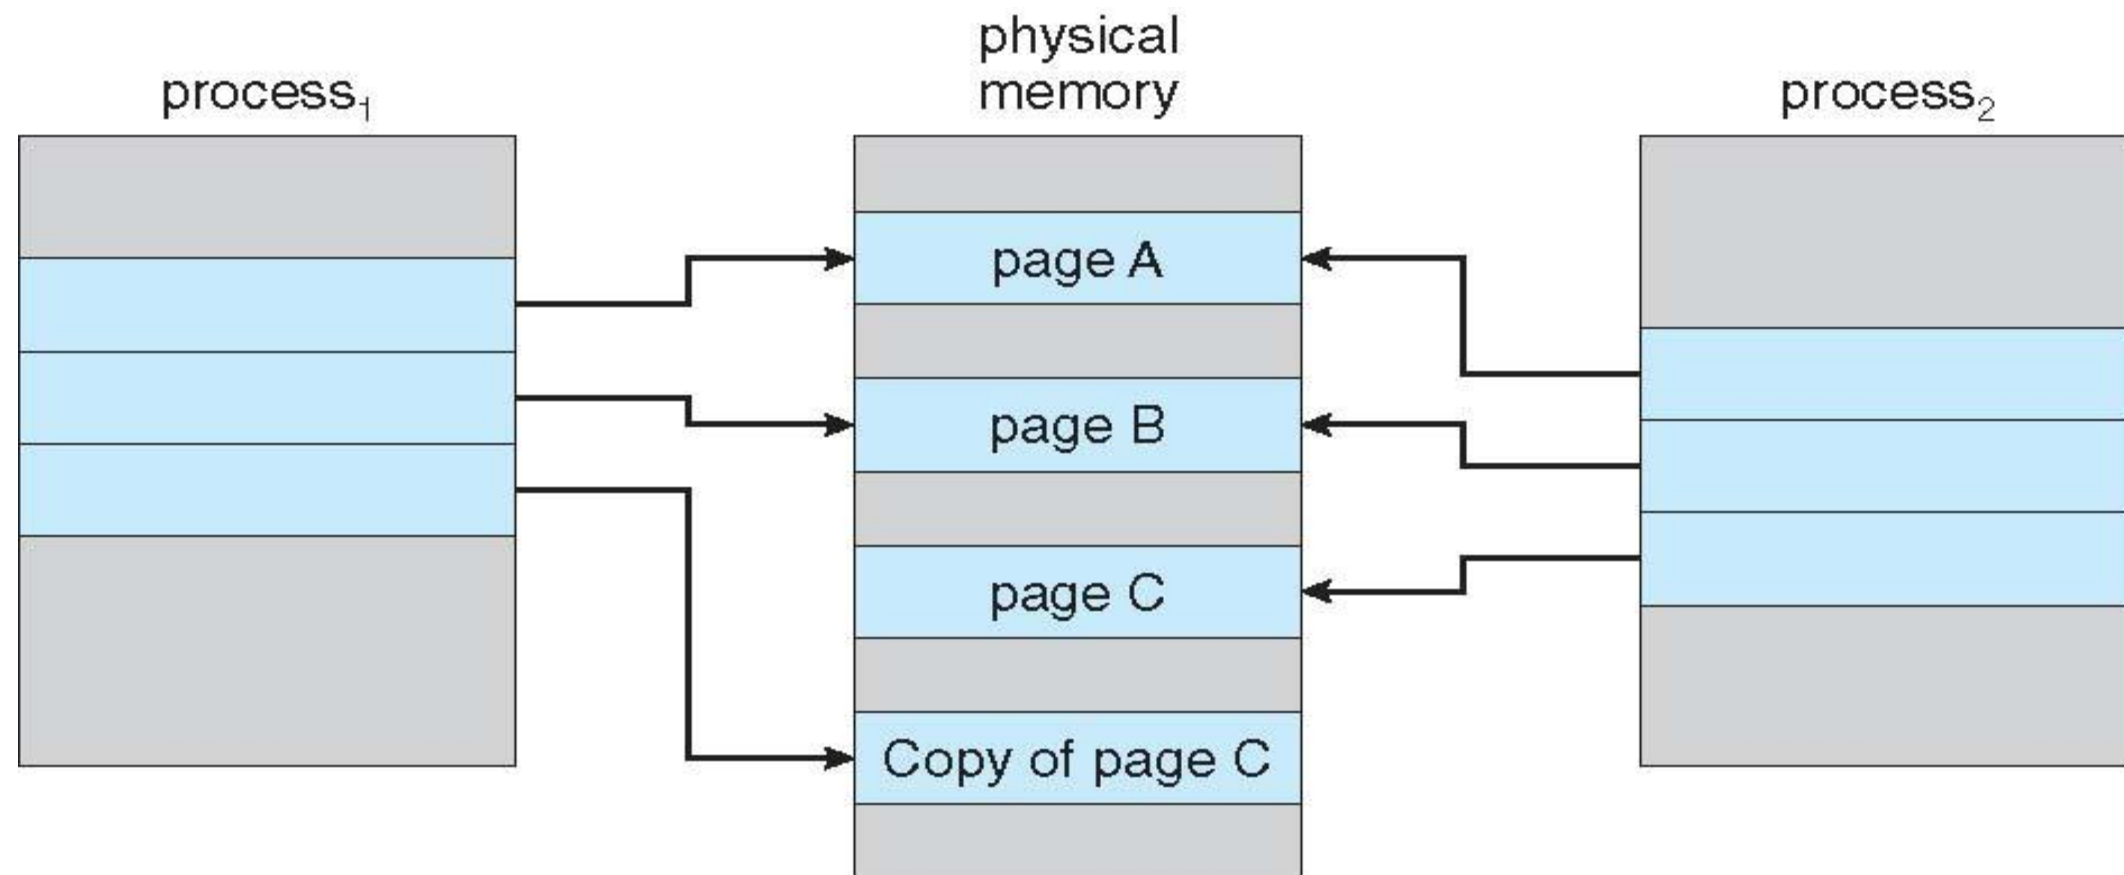 process₁
physical
memory
process₂
page A
page B
page C
Copy of page C